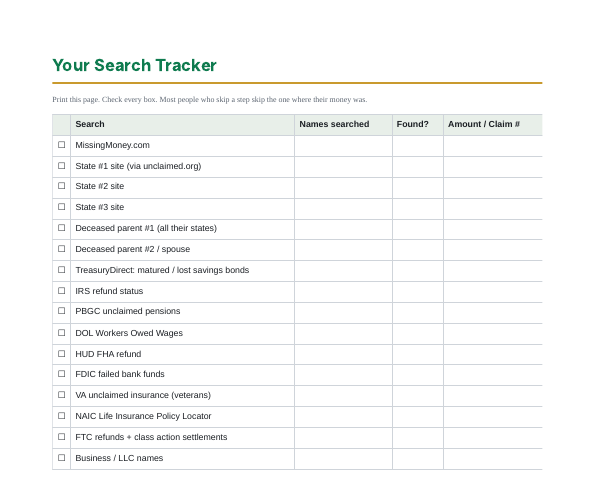 Your Search Tracker
Print this page. Check every box. Most people who skip a step skip the one where their money was.
Search Names searched Found? Amount / Claim #
☐ MissingMoney.com
☐ State #1 site (via unclaimed.org)
☐ State #2 site
☐ State #3 site
☐ Deceased parent #1 (all their states)
☐ Deceased parent #2 / spouse
☐ TreasuryDirect: matured / lost savings bonds
☐ IRS refund status
☐ PBGC unclaimed pensions
☐ DOL Workers Owed Wages
☐ HUD FHA refund
☐ FDIC failed bank funds
☐ VA unclaimed insurance (veterans)
☐ NAIC Life Insurance Policy Locator
☐ FTC refunds + class action settlements
☐ Business / LLC names